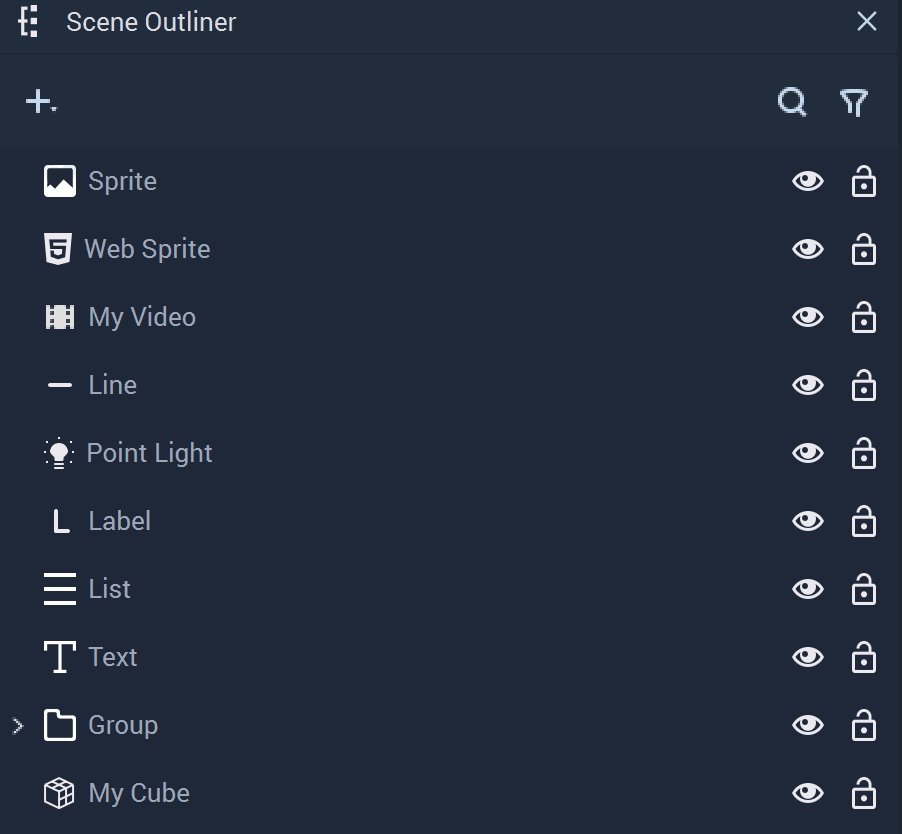 Scene Outliner
Sprite
Web Sprite
My Video
Line
Point Light
Label
List
Text
Group
My Cube